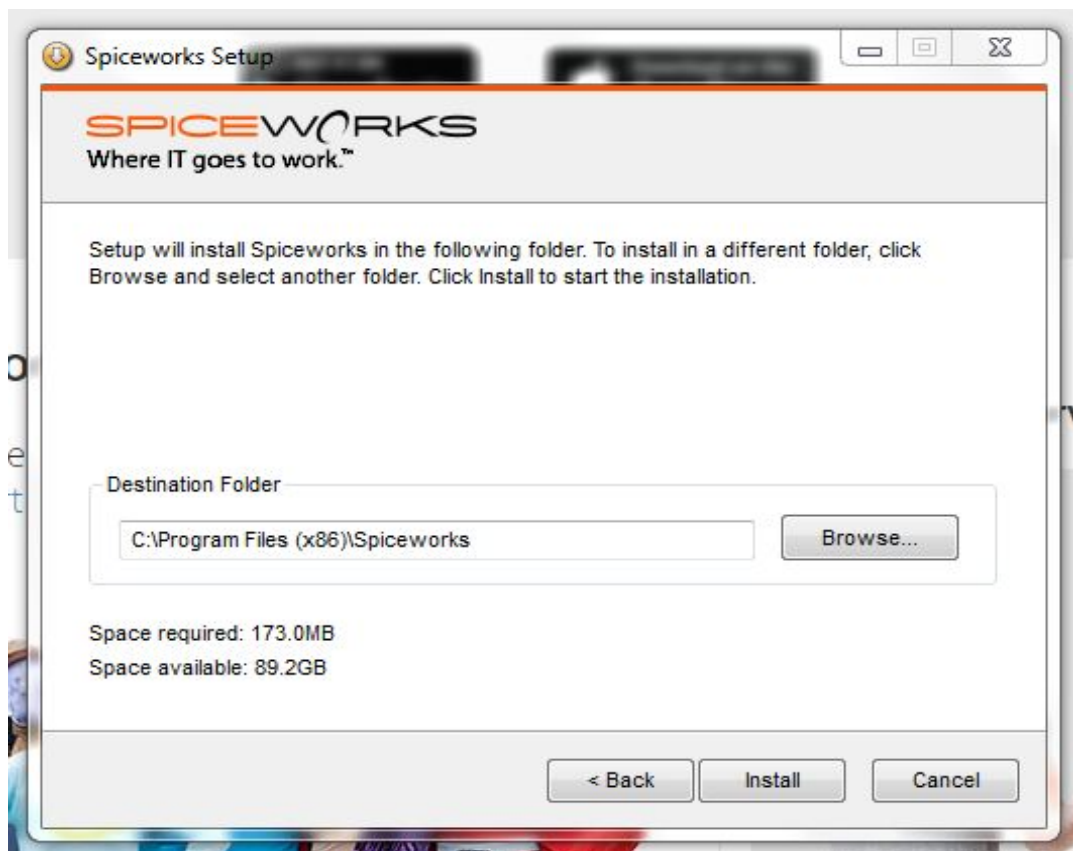 Spiceworks Setup
SPICEWORKS
Where IT goes to work.™
Setup will install Spiceworks in the following folder. To install in a different folder, click
Browse and select another folder. Click Install to start the installation.
Destination Folder
C:\Program Files (x86)\Spiceworks
Browse...
Space required: 173.0MB
Space available: 89.2GB
< Back
Install
Cancel